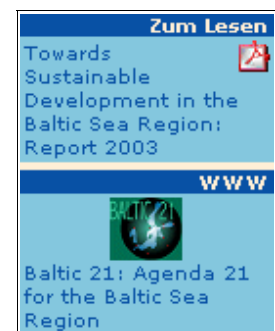 Zum Lesen
Towards
Sustainable
Development in the
Baltic Sea Region:
Report 2003
WWW
BALTIC 21
Baltic 21: Agenda 21
for the Baltic Sea
Region